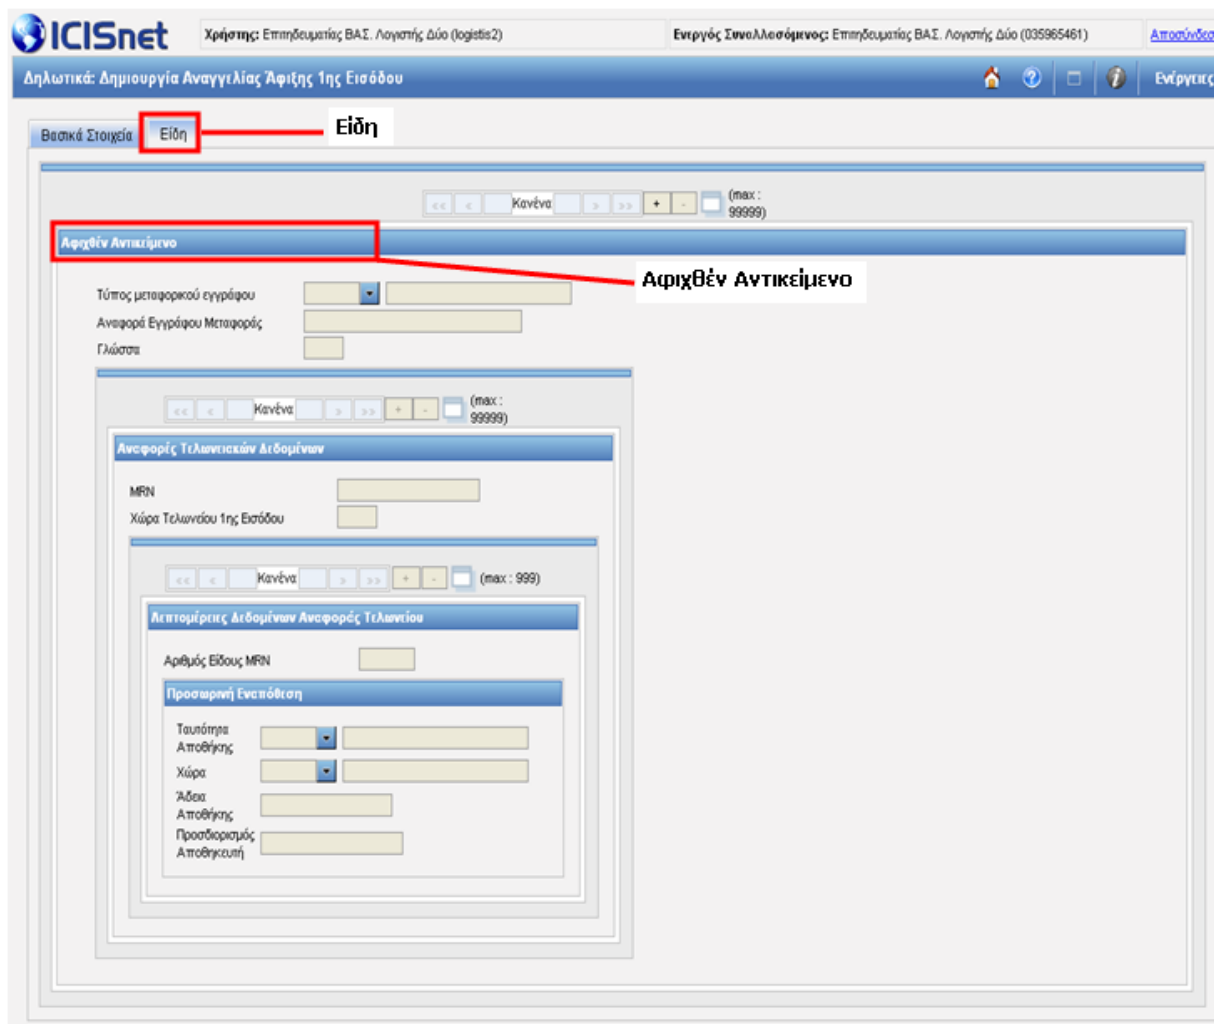 ICISnet Χρήστης: Επιτηδευματίας ΒΑΣ. Λογιστής Δύο (logistis2) Ενεργός Συναλλασόμενος: Επιτηδευματίας ΒΑΣ. Λογιστής Δύο (035965461) Αποσύνδεσ
Δηλωτικά: Δημιουργία Αναγγελίας Άφιξης 1ης Εισόδου Ενέργειες
Βασικά Στοιχεία Είδη Είδη
<< < Κανένα > >> + - (max :
99999)
Αφιχθέν Αντικείμενο
Αφιχθέν Αντικείμενο
Τύπος μεταφορικού εγγράφου
Αναφορά Εγγράφου Μεταφοράς
Γλώσσα
<< < Κανένα > >> + - (max :
99999)
Αναφορές Τελωνειακών Δεδομένων
MRN
Χώρα Τελωνείου 1ης Εισόδου
<< < Κανένα > >> + - (max : 999)
Λεπτομέρειες Δεδομένων Αναφοράς Τελωνείου
Αριθμός Είδους MRN
Προσωρινή Εναπόθεση
Ταυτότητα
Αποθήκης
Χώρα
Άδεια
Αποθήκης
Προσδιορισμός
Αποθηκευτή